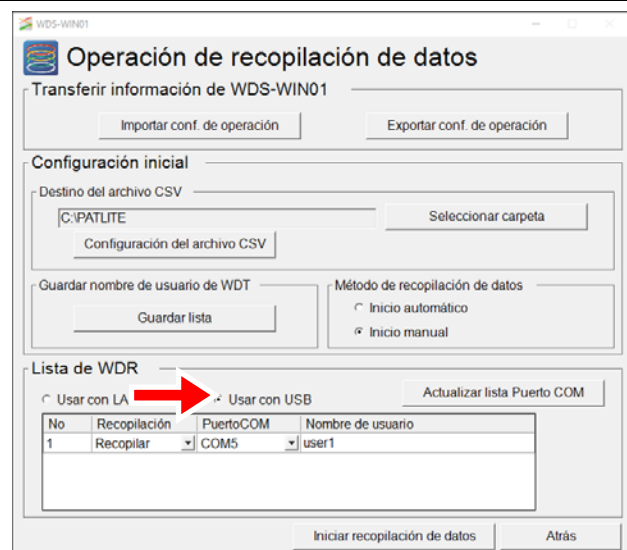 WDS-WIN01
Operación de recopilación de datos
Transferir información de WDS-WIN01
Importar conf. de operación
Exportar conf. de operación
Configuración inicial
Destino del archivo CSV
C:\PATLITE
Seleccionar carpeta
Configuración del archivo CSV
Guardar nombre de usuario de WDT
Guardar lista
Método de recopilación de datos
Inicio automático
Inicio manual
Lista de WDR
Usar con LA
Usar con USB
Actualizar lista Puerto COM
No Recopilación PuertoCOM Nombre de usuario
1 Recopilar COM5 user1
Iniciar recopilación de datos
Atrás